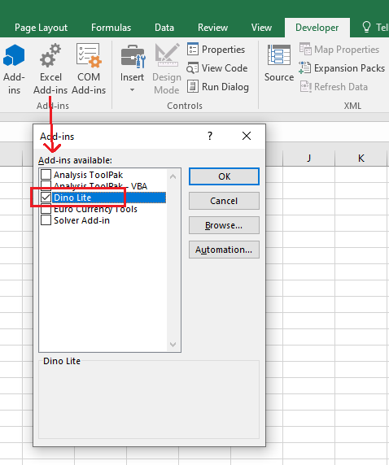 Page Layout Formulas Data Review View Developer Tel
Add-ins Excel Add-ins COM Add-ins Insert Design Mode Properties View Code Run Dialog Source Map Properties Expansion Packs Refresh Data
Add-ins Controls XML
Add-ins ? ×
Add-ins available:
Analysis ToolPak OK
Analysis ToolPak - VBA
Dino Lite Cancel
Euro Currency Tools
Solver Add-in Browse...
Automation...
J K
Dino Lite